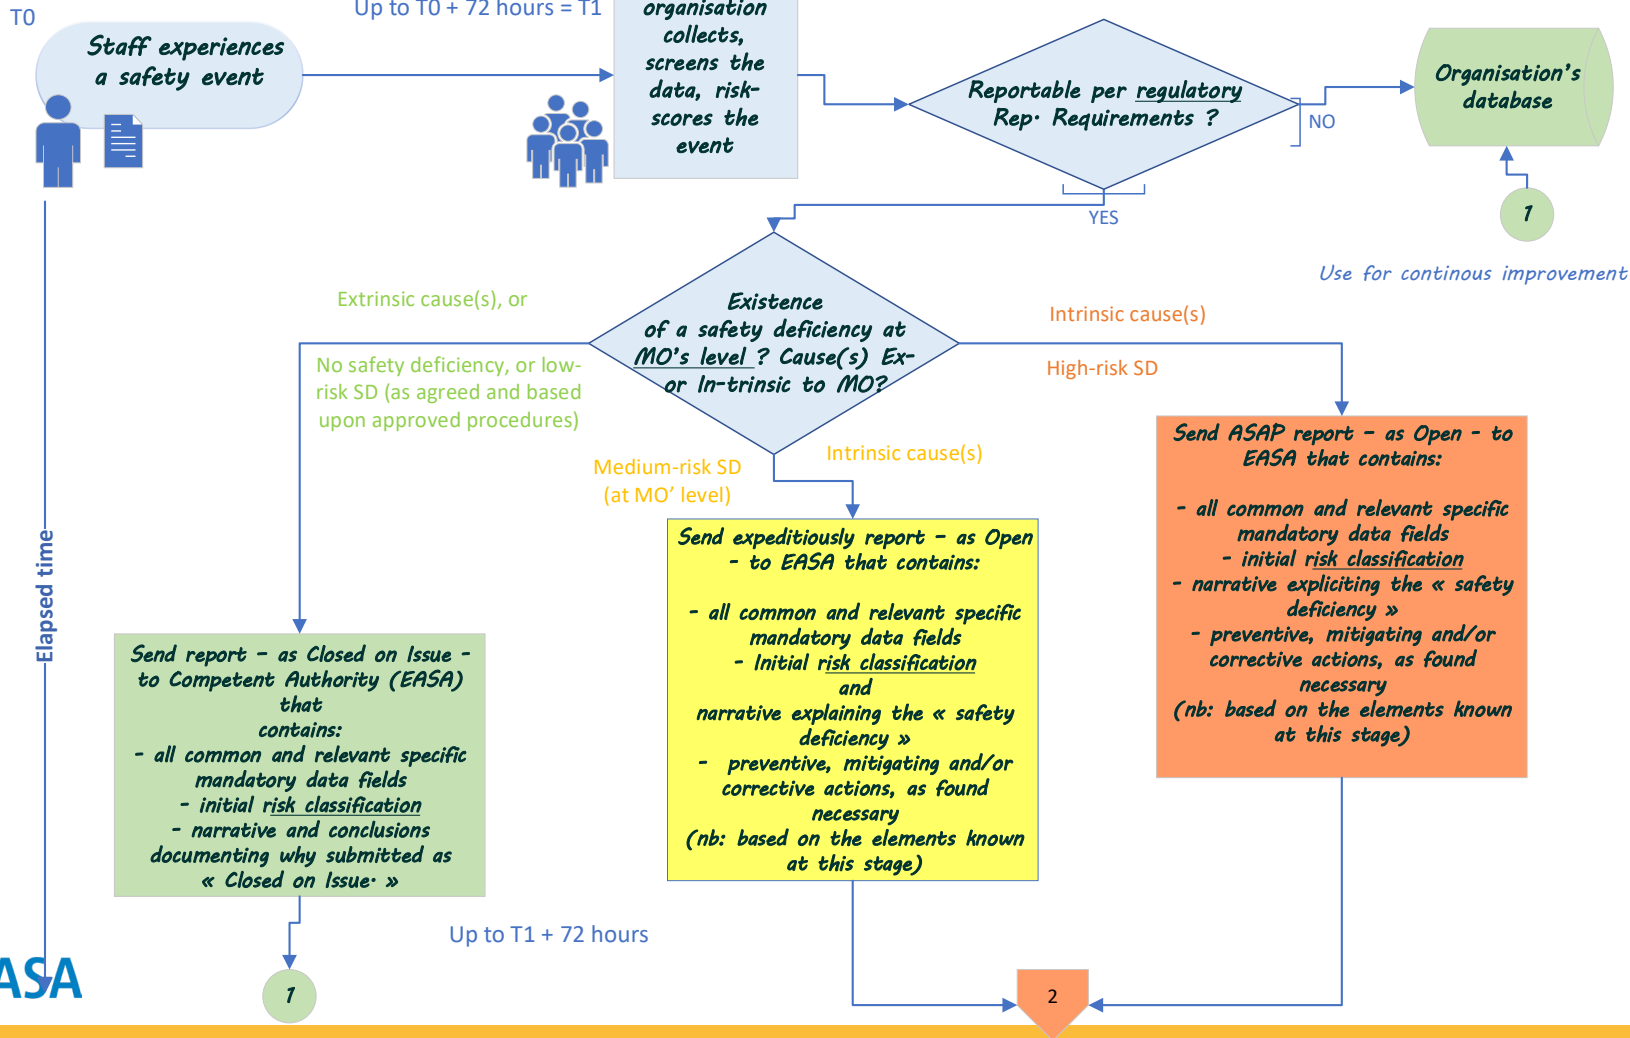 T0
Up to T0 + 72 hours = T1
Staff experiences
a safety event
organisation
collects,
screens the
data, risk-
scores the
event
Reportable per regulatory
Rep. Requirements ?
NO
YES
Organisation's
database
1
Use for continous improvement
Existence
of a safety deficiency at
MO's level ? Cause(s) Ex-
or In-trinsic to MO?
Extrinsic cause(s), or
No safety deficiency, or low-
risk SD (as agreed and based
upon approved procedures)
Intrinsic cause(s)
High-risk SD
Medium-risk SD
(at MO' level)
Intrinsic cause(s)
Elapsed time
Send report - as Closed on Issue -
to Competent Authority (EASA)
that
contains:
- all common and relevant specific
mandatory data fields
- initial risk classification
- narrative and conclusions
documenting why submitted as
« Closed on Issue. »
Send expeditiously report - as Open
- to EASA that contains:
- all common and relevant specific
mandatory data fields
- Initial risk classification
and
narrative explaining the « safety
deficiency »
- preventive, mitigating and/or
corrective actions, as found
necessary
(nb: based on the elements known
at this stage)
Send ASAP report - as Open - to
EASA that contains:
- all common and relevant specific
mandatory data fields
- initial risk classification
- narrative expliciting the « safety
deficiency »
- preventive, mitigating and/or
corrective actions, as found
necessary
(nb: based on the elements known
at this stage)
Up to T1 + 72 hours
1
2
ASA